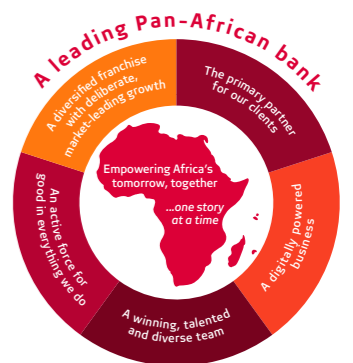 A leading Pan-African bank
A diversified franchise
with deliberate,
market-leading growth
The primary partner
for our clients
A digitally powered
business
A winning, talented
and diverse team
An active force for
good in everything we do
Empowering Africa's
tomorrow, together
...one story
at a time